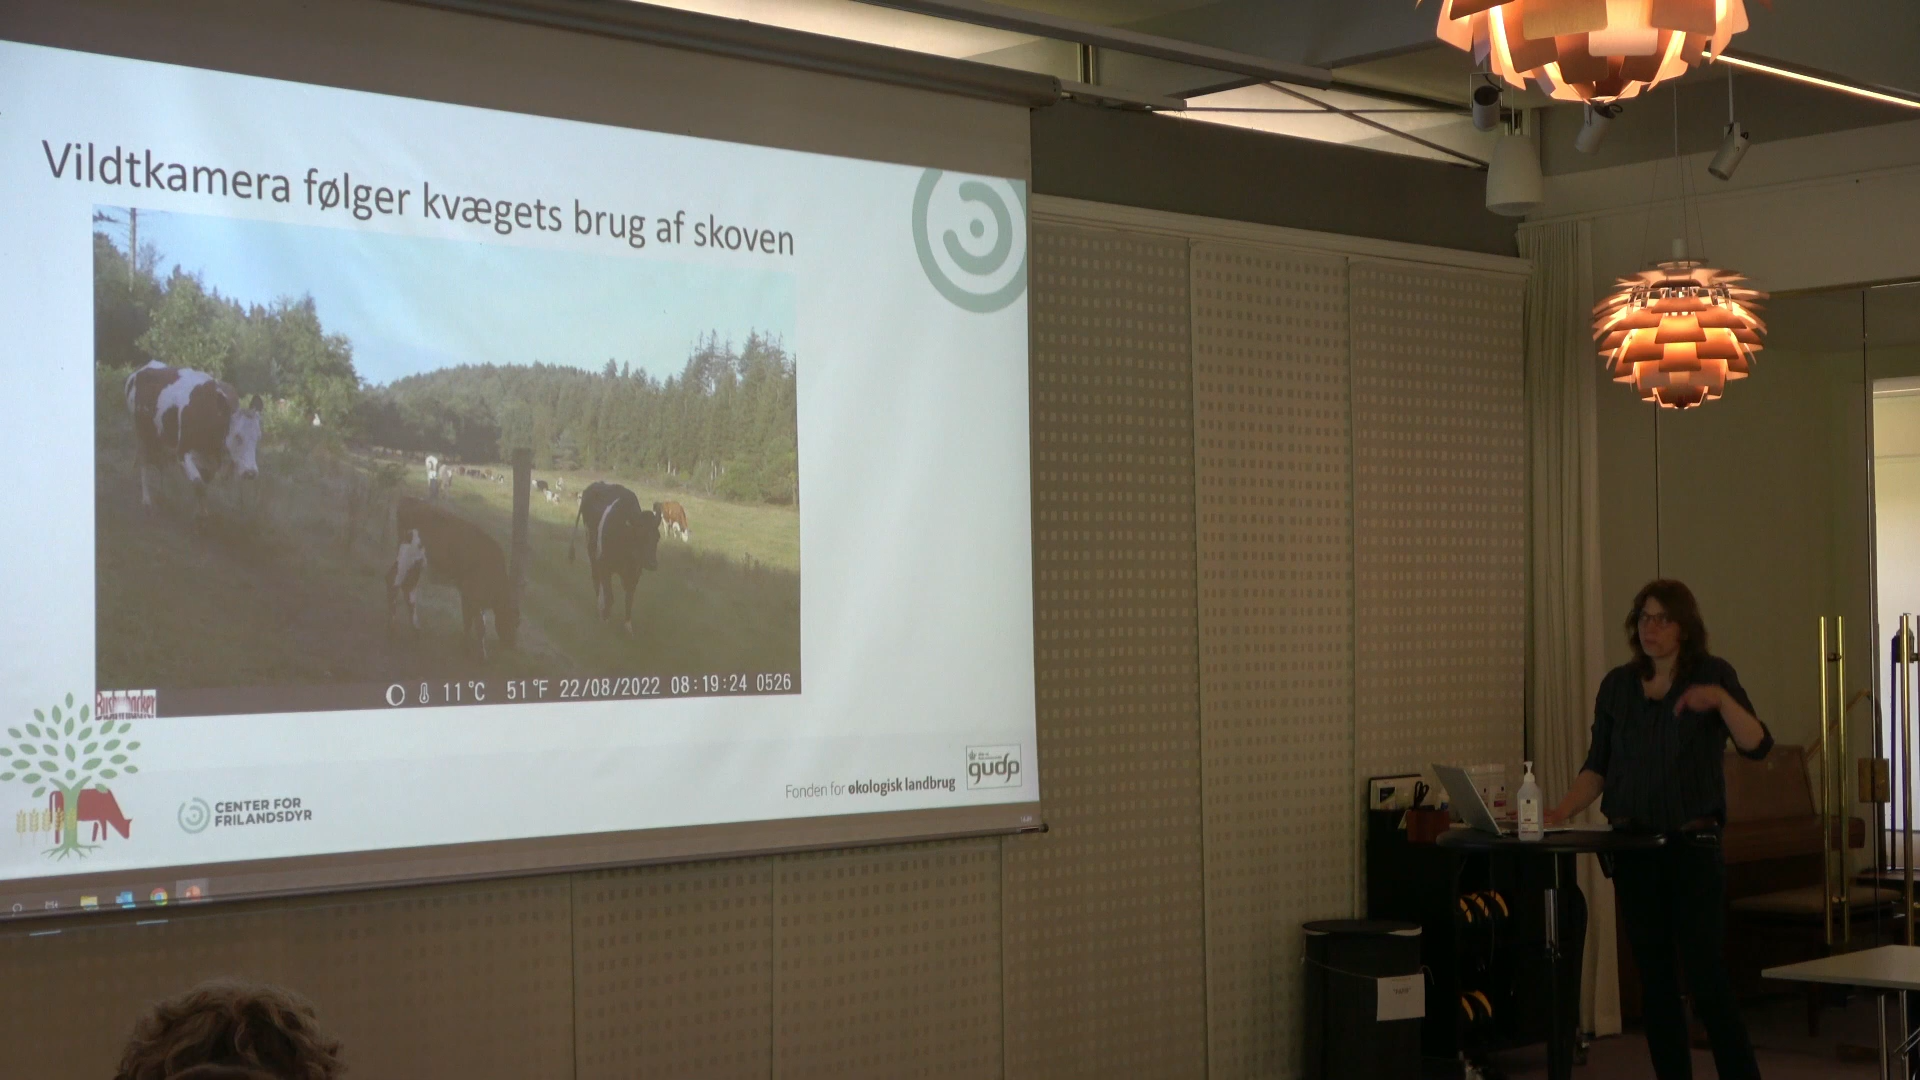 Vildtkamera følger kvægets brug af skoven
11°C 51°F 22/08/2022 08:19:24 0526
Bushwacker
CENTER FOR
FRILANDSDYR
Fonden for økologisk landbrug
gudp